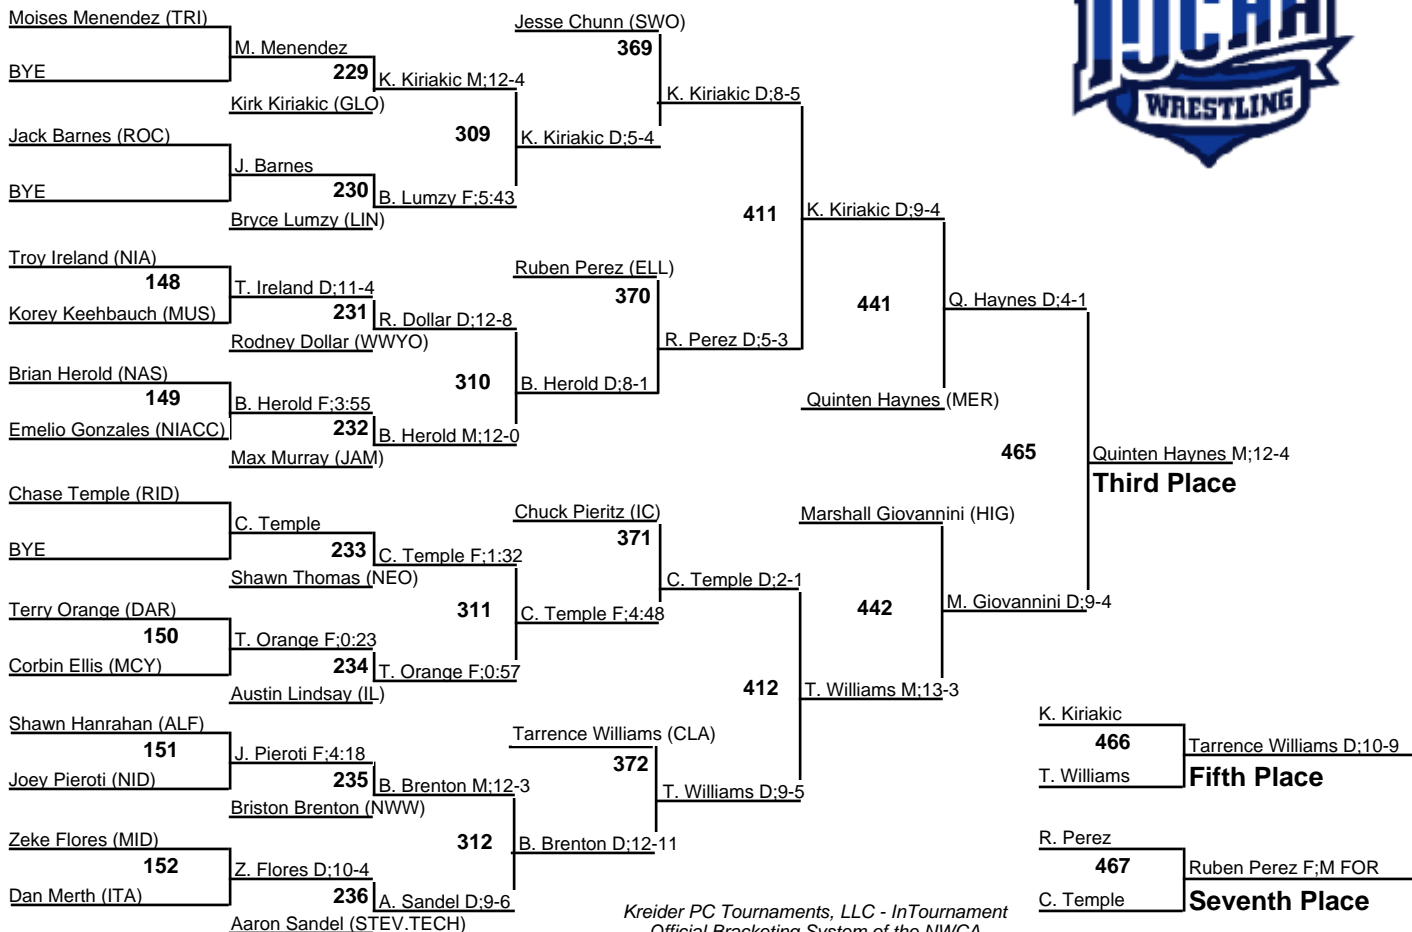 Moises Menendez (TRI)
BYE
Jack Barnes (ROC)
BYE
Troy Ireland (NIA)
148
Korey Keehbauch (MUS)
Brian Herold (NAS)
149
Emelio Gonzales (NIACC)
Chase Temple (RID)
BYE
Terry Orange (DAR)
150
Corbin Ellis (MCY)
Shawn Hanrahan (ALF)
151
Joey Pieroti (NID)
Zeke Flores (MID)
152
Dan Merth (ITA)
M. Menendez
229
Kirk Kiriakic (GLO)
J. Barnes
230
Bryce Lumzy (LIN)
T. Ireland D;11-4
231
Rodney Dollar (WWYO)
B. Herold F;3:55
232
Max Murray (JAM)
C. Temple
233
Shawn Thomas (NEO)
T. Orange F;0:23
234
Austin Lindsay (IL)
J. Pieroti F;4:18
235
Briston Brenton (NWW)
Z. Flores D;10-4
236
Aaron Sandel (STEV.TECH)
K. Kiriakic M;12-4
309
B. Lumzy F;5:43
R. Dollar D;12-8
310
B. Herold M;12-0
C. Temple F;1:32
311
T. Orange F;0:57
B. Brenton M;12-3
312
A. Sandel D;9-6
Jesse Chunn (SWO)
369
K. Kiriakic D;5-4
Ruben Perez (ELL)
370
B. Herold D;8-1
Chuck Pieritz (IC)
371
C. Temple F;4:48
Tarrence Williams (CLA)
372
B. Brenton D;12-11
K. Kiriakic D;8-5
411
R. Perez D;5-3
C. Temple D;2-1
412
T. Williams D;9-5
K. Kiriakic D;9-4
441
Quinten Haynes (MER)
Marshall Giovannini (HIG)
442
T. Williams M;13-3
Q. Haynes D;4-1
465
M. Giovannini D;9-4
Quinten Haynes M;12-4
Third Place
K. Kiriakic
466
T. Williams
Tarrence Williams D;10-9
Fifth Place
R. Perez
467
C. Temple
Ruben Perez F;M FOR
Seventh Place
NJCAA
WRESTLING
Kreider PC Tournaments, LLC - InTournament
Official Bracketing System of the NWCA